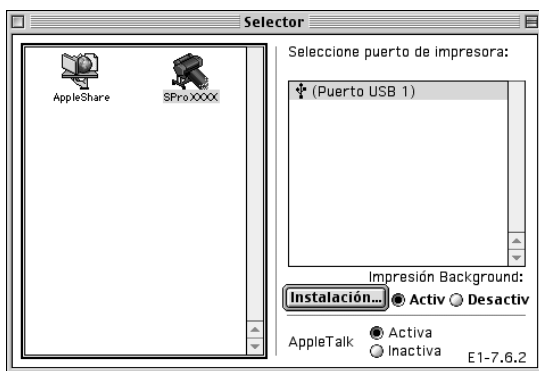 Selector
AppleShare
SProXXXX
Seleccione puerto de impresora:
(Puerto USB 1)
Impresión Background:
Instalación...
Activ
Desactiv
AppleTalk
Activa
Inactiva
E1-7.6.2